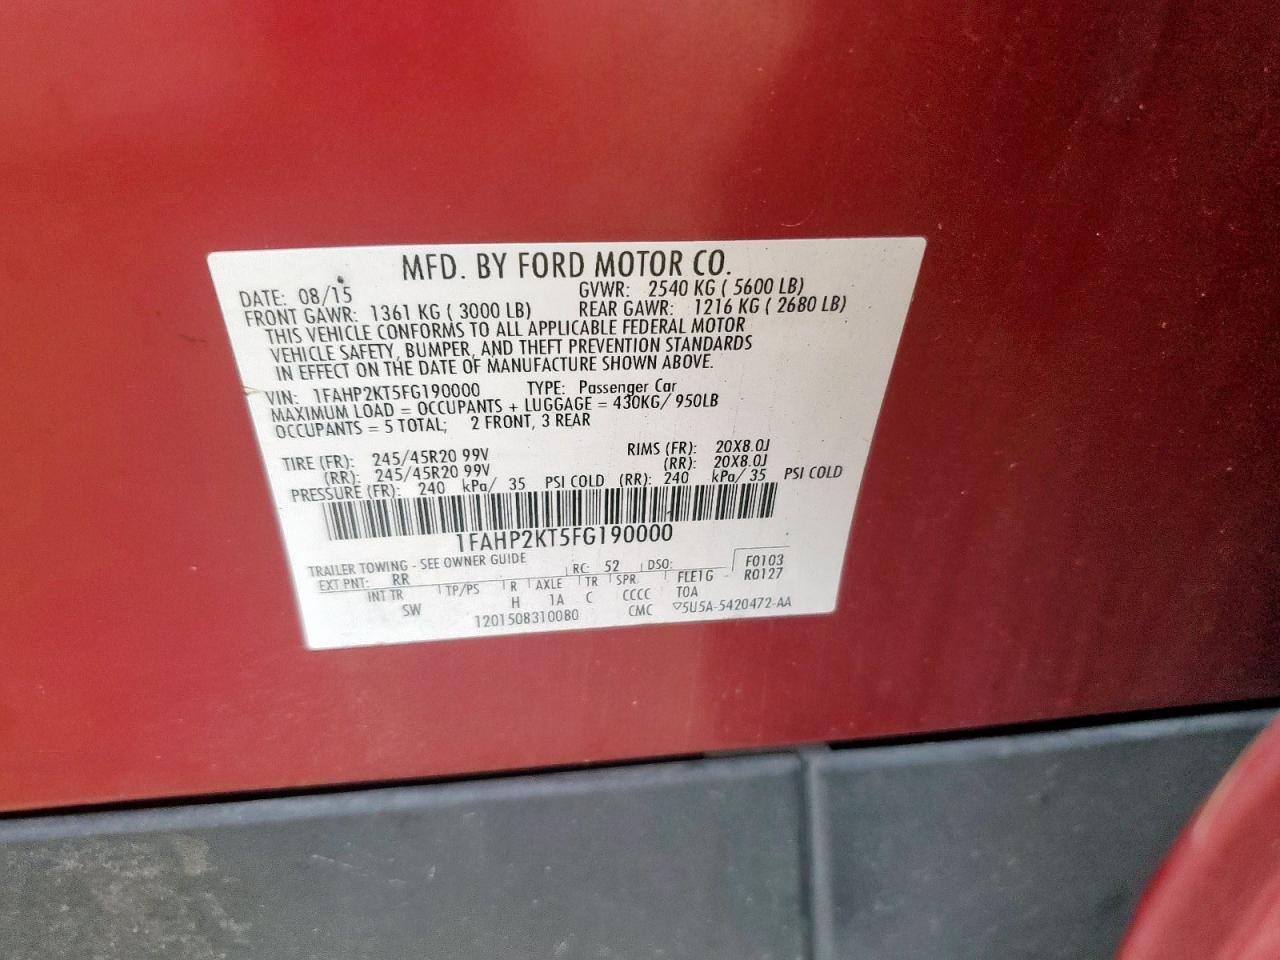 MFD. BY FORD MOTOR CO.
DATE: 08/15 GVWR: 2540 KG ( 5600 LB)
FRONT GAWR: 1361 KG ( 3000 LB) REAR GAWR: 1216 KG ( 2680 LB)
THIS VEHICLE CONFORMS TO ALL APPLICABLE FEDERAL MOTOR
VEHICLE SAFETY, BUMPER, AND THEFT PREVENTION STANDARDS
IN EFFECT ON THE DATE OF MANUFACTURE SHOWN ABOVE.
VIN: 1FAHP2KT5FG190000 TYPE: Passenger Car
MAXIMUM LOAD = OCCUPANTS + LUGGAGE = 430KG/ 950LB
OCCUPANTS = 5 TOTAL; 2 FRONT, 3 REAR
TIRE (FR): 245/45R20 99V RIMS (FR): 20X8.0J
(RR): 245/45R20 99V (RR): 20X8.0J
PRESSURE (FR): 240 kPa/ 35 PSI COLD (RR): 240 kPa/ 35 PSI COLD
1FAHP2KT5FG190000
TRAILER TOWING - SEE OWNER GUIDE
EXT PNT: RR RC: 52 DSO: F0103
INT TR TP/PS R AXLE TR SPR FLE1G R0127
SW H 1A C CCCC TOA
1201508310080 CMC ▽5U5A-5420472-AA